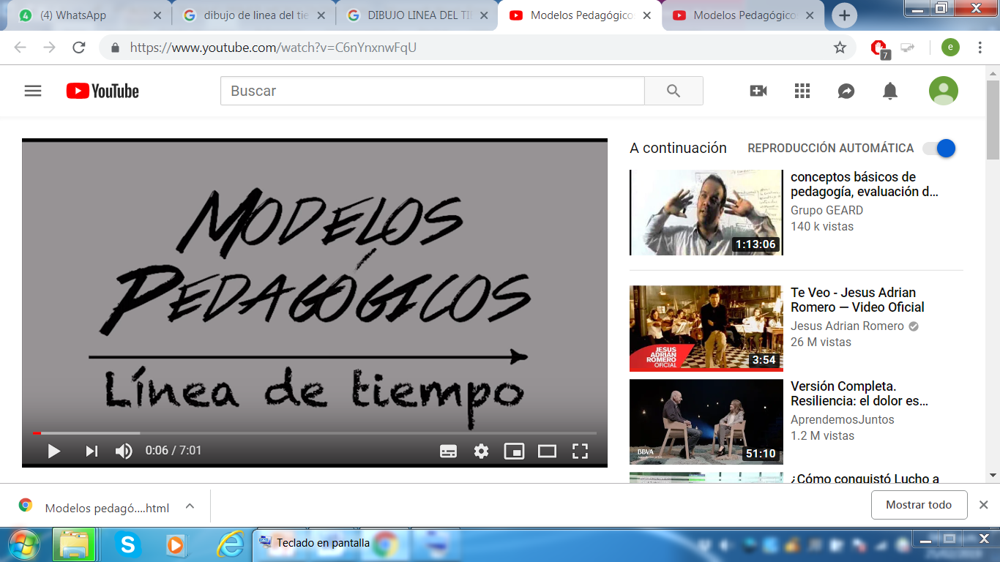 (4) WhatsApp
dibujo de linea del tie
DIBUJO LINEA DEL TI
Modelos Pedagógico
Modelos Pedagógico
https://www.youtube.com/watch?v=C6nYnxnwFqU
7
e
YouTube
Buscar
MODELOS
PEDAGÓGICOS
Línea de tiempo
0:06 / 7:01
A continuación
REPRODUCCIÓN AUTOMÁTICA
conceptos básicos de
pedagogía, evaluación d...
Grupo GEARD
140 k vistas
1:13:06
Te Veo - Jesus Adrian
Romero — Video Oficial
Jesus Adrian Romero
26 M vistas
JESUS
ADRIAN
ROMERO
OFICIAL
3:54
Versión Completa.
Resiliencia: el dolor es...
AprendemosJuntos
1.2 M vistas
BBVA
51:10
¿Cómo conquistó Lucho a
Modelos pedagó....html
Mostrar todo
Teclado en pantalla